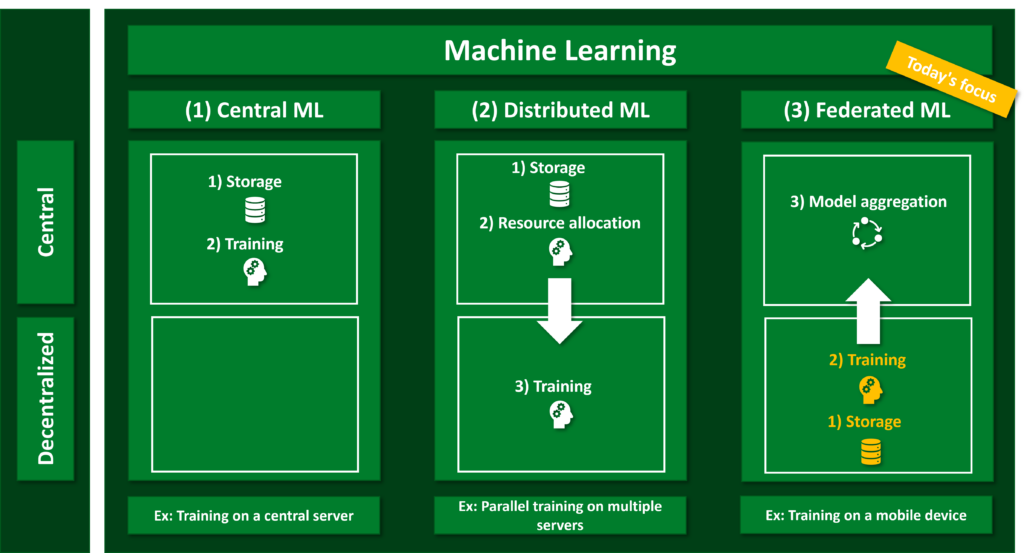 Machine Learning
Today's focus
(1) Central ML
(2) Distributed ML
(3) Federated ML
Central
1) Storage
2) Training
1) Storage
2) Resource allocation
3) Model aggregation
Decentralized
3) Training
2) Training
1) Storage
Ex: Training on a central server
Ex: Parallel training on multiple
servers
Ex: Training on a mobile device